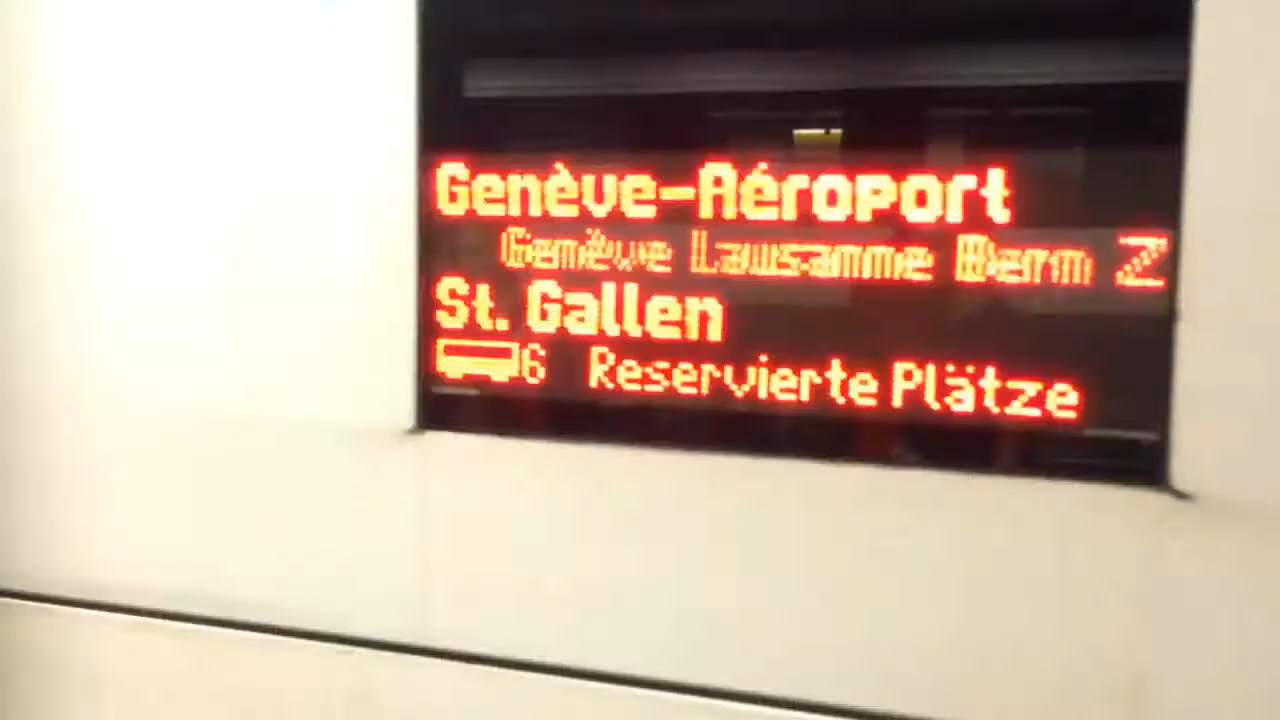 Genève-Aéroport
Genève Lausanne Bern Z
St. Gallen
6 Reservierte Plätze